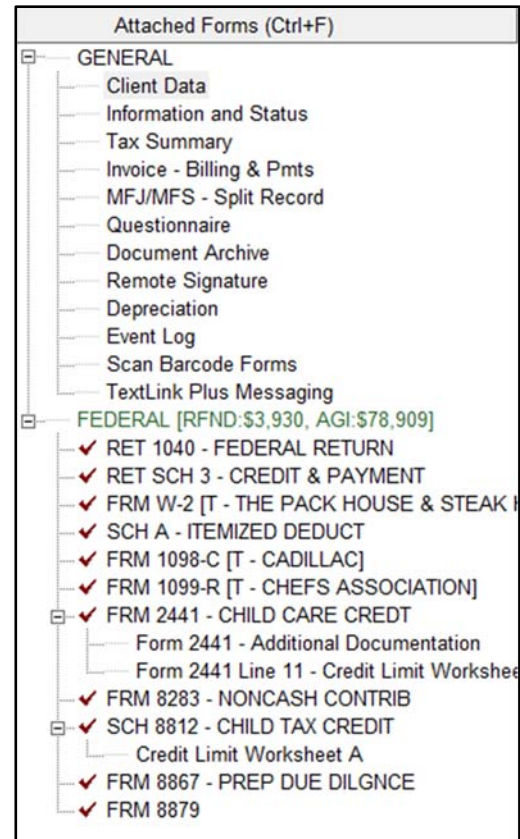 Attached Forms (Ctrl+F)
GENERAL
Client Data
Information and Status
Tax Summary
Invoice - Billing & Pmts
MFJ/MFS - Split Record
Questionnaire
Document Archive
Remote Signature
Depreciation
Event Log
Scan Barcode Forms
TextLink Plus Messaging
FEDERAL [RFND:$3,930, AGI:$78,909]
RET 1040 - FEDERAL RETURN
RET SCH 3 - CREDIT & PAYMENT
FRM W-2 [T - THE PACK HOUSE & STEAK H
SCH A - ITEMIZED DEDUCT
FRM 1098-C [T - CADILLAC]
FRM 1099-R [T - CHEFS ASSOCIATION]
FRM 2441 - CHILD CARE CREDT
Form 2441 - Additional Documentation
Form 2441 Line 11 - Credit Limit Workshee
FRM 8283 - NONCASH CONTRIB
SCH 8812 - CHILD TAX CREDIT
Credit Limit Worksheet A
FRM 8867 - PREP DUE DILGNCE
FRM 8879